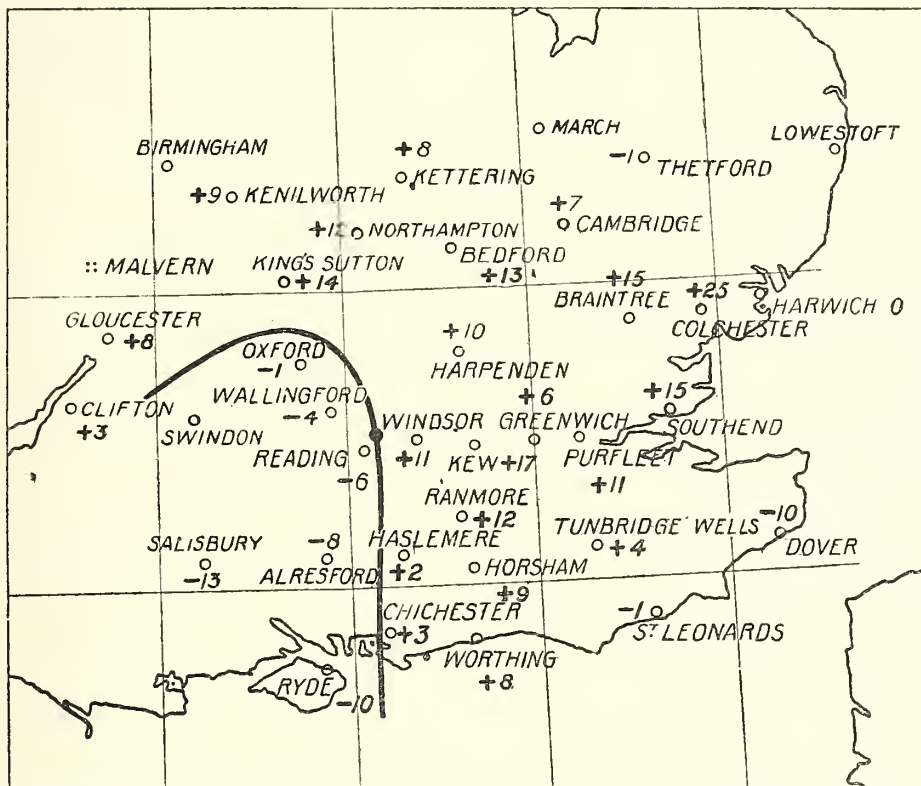 MARCH
LOWESTOFT
BIRMINGHAM
+8
-1
THETFORD
KETTERING
+9
KENILWORTH
+7
CAMBRIDGE
NORTHAMPTON
BEDFORD
MALVERN
KING'S SUTTON
+14
+13
+15
BRAINTREE
+25
COLCHESTER
HARWICH 0
GLOUCESTER
+8
+10
HARPENDEN
OXFORD
-1
WALLINGFORD
-4
+6
+15
SOUTHEND
CLIFTON
+3
SWINDON
WINDSOR
+11
GREENWICH
READING
-6
KEW +17
PURFLEET
+11
RANMORE
+12
TUNBRIDGE WELLS
+4
-10
DOVER
SALISBURY
-13
-8
ALRESFORD
HASLEMERE
+2
HORSHAM
+9
CHICHESTER
+3
-1
ST LEONARDS
WORTHING
+8
RYDE
-10